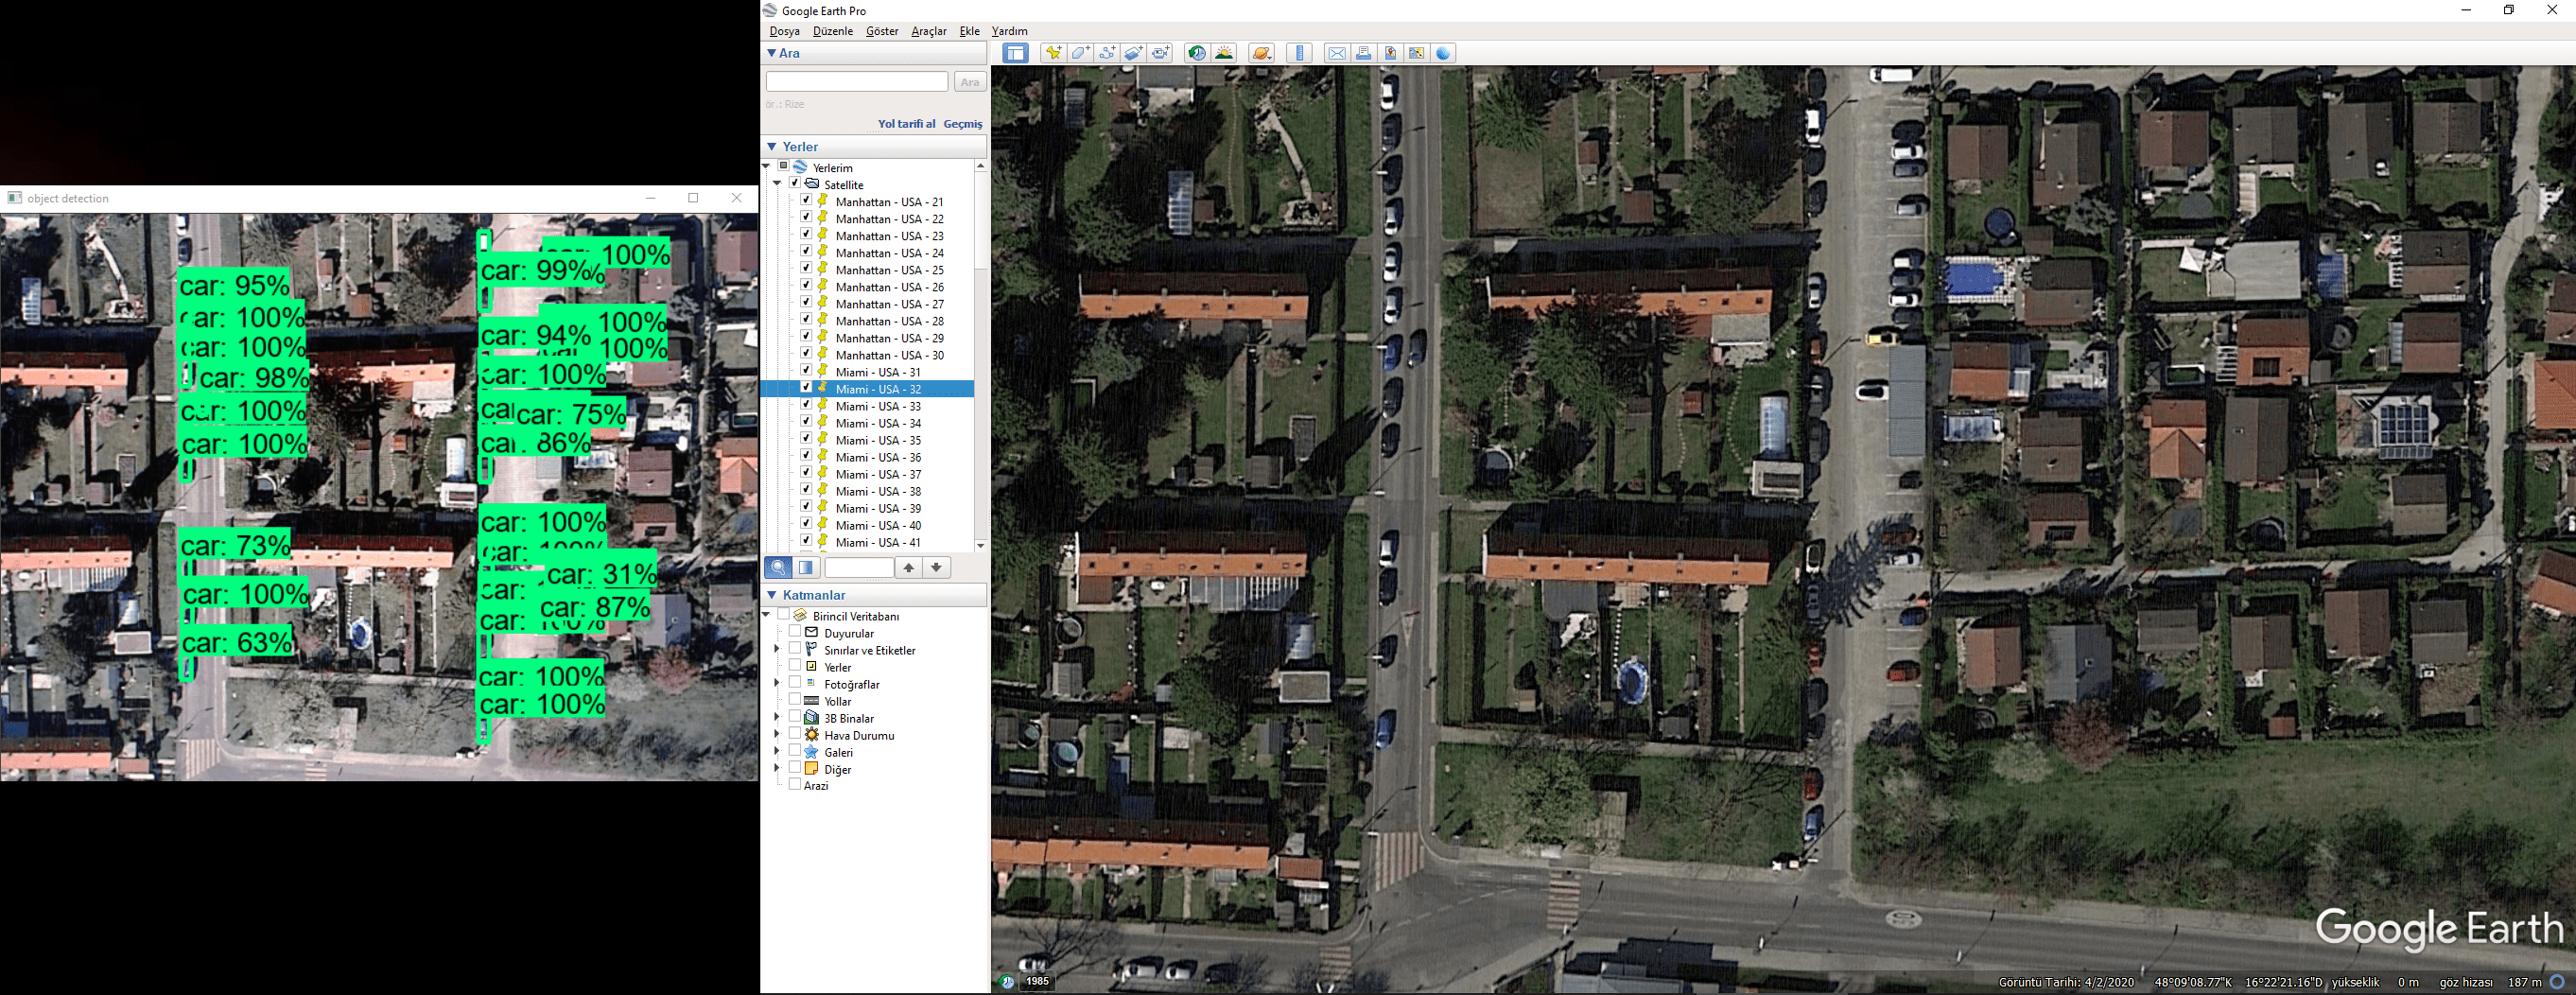 object detection
car: 100%
car: 99%
car: 95%
car: 100%
100%
car: 94%
car: 100%
100%
car: 98%
car: 100%
car: 100%
car: 75%
car: 100%
86%
car: 100%
car: 73%
car: 31%
car: 100%
car: 87%
car: 63%
car: 100%
car: 100%
Google Earth Pro
Dosya Düzenle Göster Araçlar Ekle Yardım
Ara
Ara
ör.: Rize
Yol tarifi al Geçmiş
Yerler
Yerlerim
Satellite
Manhattan - USA - 21
Manhattan - USA - 22
Manhattan - USA - 23
Manhattan - USA - 24
Manhattan - USA - 25
Manhattan - USA - 26
Manhattan - USA - 27
Manhattan - USA - 28
Manhattan - USA - 29
Manhattan - USA - 30
Miami - USA - 31
Miami - USA - 32
Miami - USA - 33
Miami - USA - 34
Miami - USA - 35
Miami - USA - 36
Miami - USA - 37
Miami - USA - 38
Miami - USA - 39
Miami - USA - 40
Miami - USA - 41
Katmanlar
Birincil Veritabanı
Duyurular
Sınırlar ve Etiketler
Yerler
Fotoğraflar
Yollar
3B Binalar
Hava Durumu
Galeri
Diğer
Arazi
Google Earth
1985
Görüntü Tarihi: 4/2/2020 48°09'08.77"K 16°22'21.16"D yükseklik 0 m göz hizası 187 m